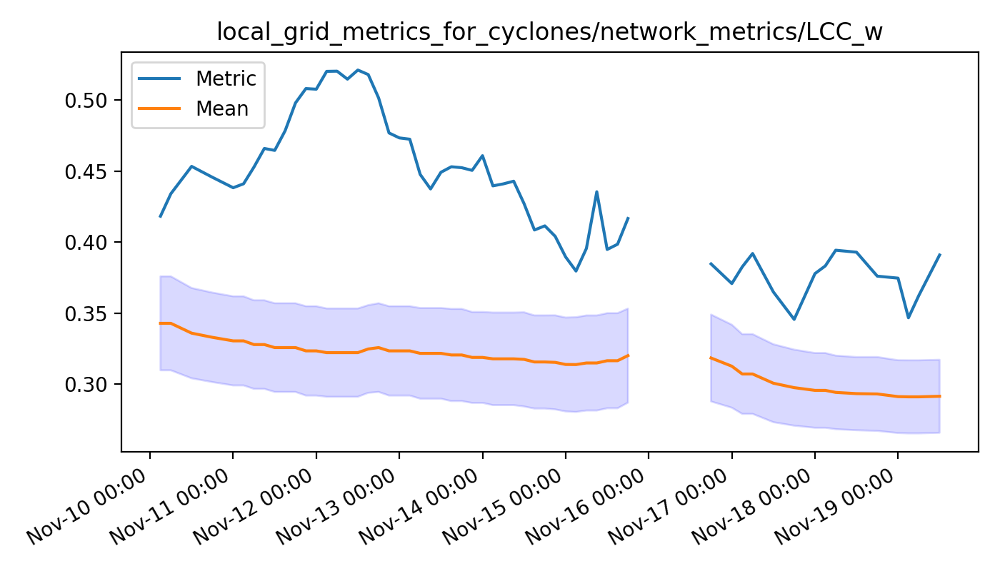 local_grid_metrics_for_cyclones/network_metrics/LCC_w
Metric
Mean
0.50
0.45
0.40
0.35
0.30
Nov-10 00:00
Nov-11 00:00
Nov-12 00:00
Nov-13 00:00
Nov-14 00:00
Nov-15 00:00
Nov-16 00:00
Nov-17 00:00
Nov-18 00:00
Nov-19 00:00